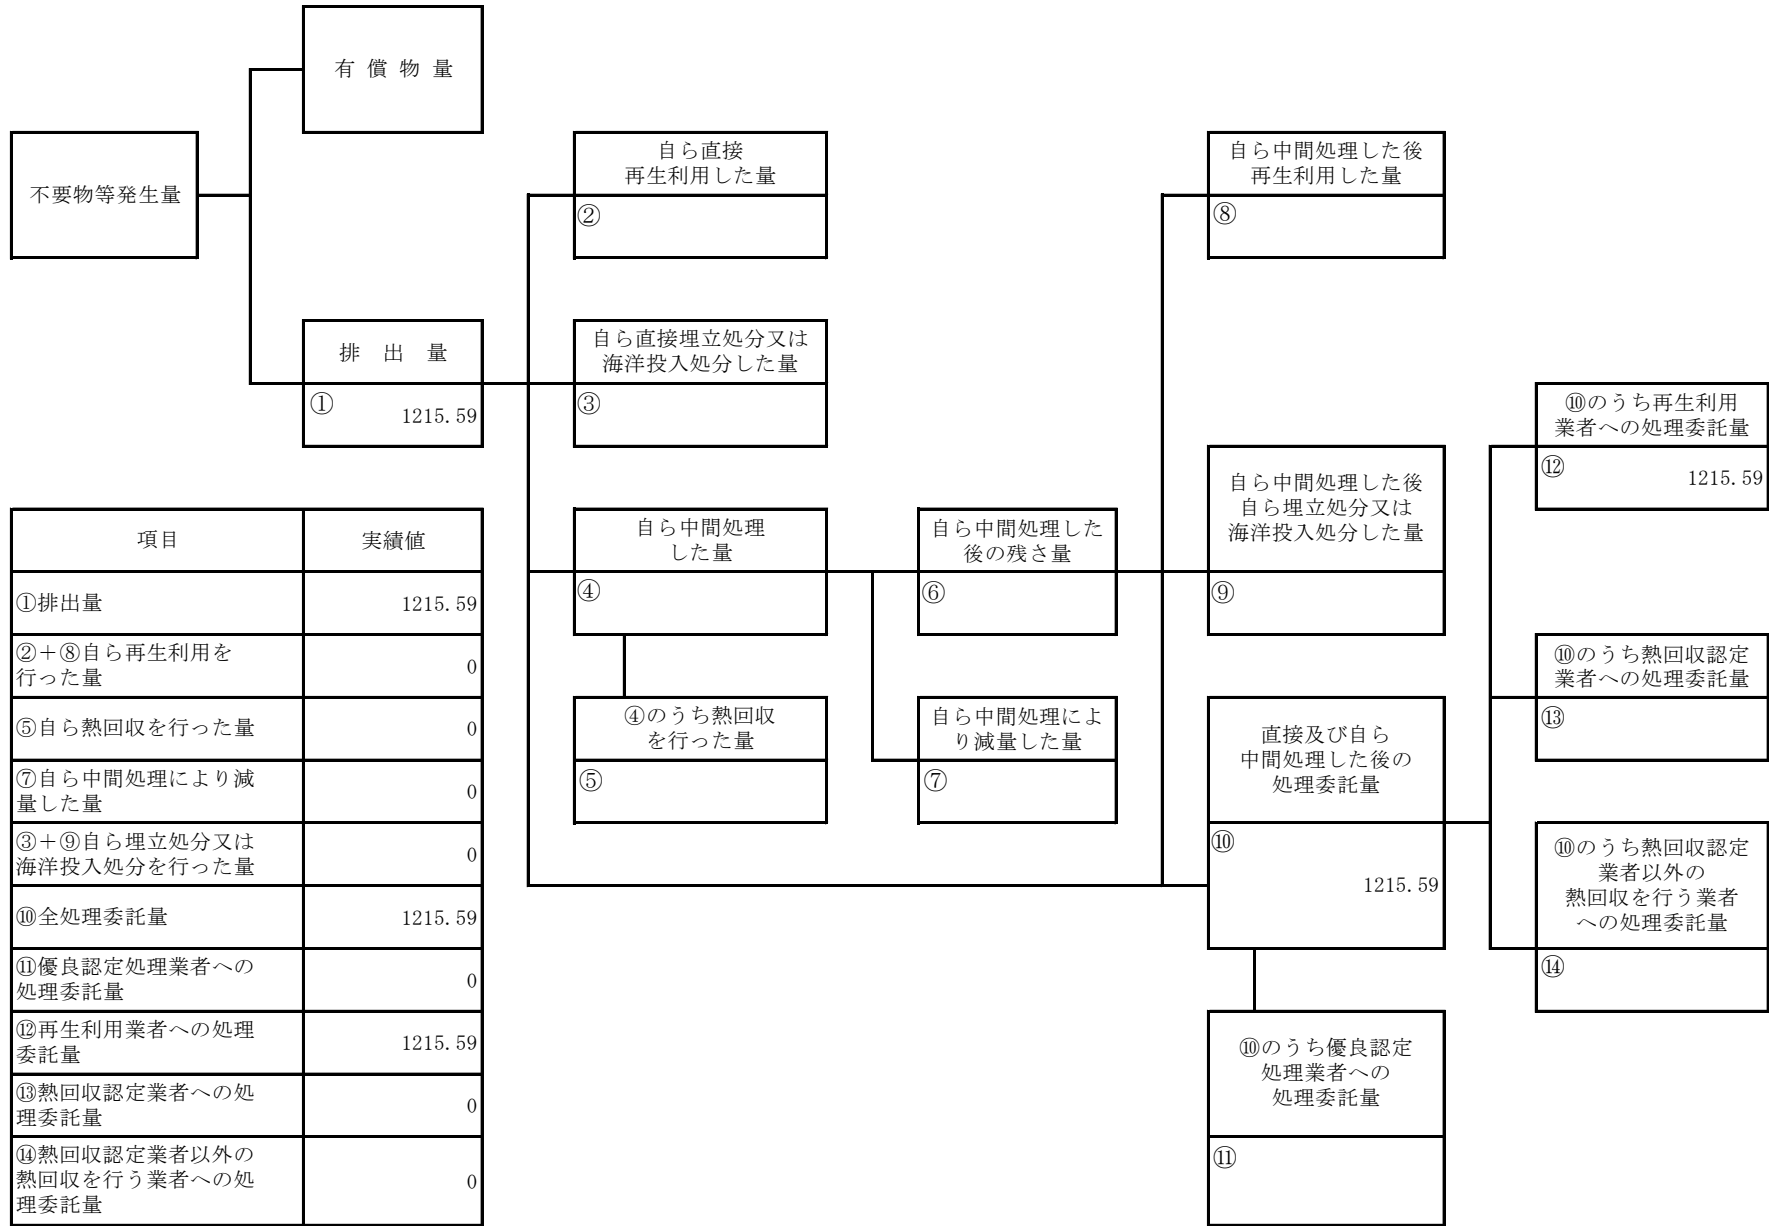 有 償 物 量
不要物等発生量
自ら直接
再生利用した量
②
自ら中間処理した後
再生利用した量
⑧
排 出 量
① 1215.59
自ら直接埋立処分又は
海洋投入処分した量
③
⑩のうち再生利用
業者への処理委託量
⑫ 1215.59
自ら中間処理した後
自ら埋立処分又は
海洋投入処分した量
⑨
自ら中間処理
した量
④
自ら中間処理した
後の残さ量
⑥
④のうち熱回収
を行った量
⑤
自ら中間処理によ
り減量した量
⑦
直接及び自ら
中間処理した後の
処理委託量
⑩
1215.59
⑩のうち熱回収認定
業者への処理委託量
⑬
⑩のうち熱回収認定
業者以外の
熱回収を行う業者
への処理委託量
⑭
⑩のうち優良認定
処理業者への
処理委託量
⑪
項目 実績値
①排出量 1215.59
②+⑧自ら再生利用を
行った量 0
⑤自ら熱回収を行った量 0
⑦自ら中間処理により減
量した量 0
③+⑨自ら埋立処分又は
海洋投入処分を行った量 0
⑩全処理委託量 1215.59
⑪優良認定処理業者への
処理委託量 0
⑫再生利用業者への処理
委託量 1215.59
⑬熱回収認定業者への処
理委託量 0
⑭熱回収認定業者以外の
熱回収を行う業者への処
理委託量 0